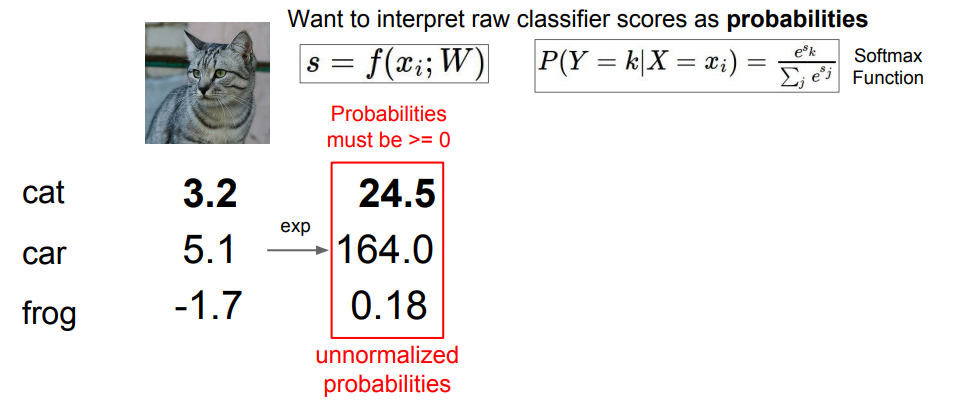 Want to interpret raw classifier scores as probabilities
s = f(x_i; W)
P(Y = k|X = x_i) = e^{s_k} / ∑_j e^{s_j}
Softmax
Function
Probabilities
must be >= 0
cat 3.2 24.5
exp
car 5.1 164.0
frog -1.7 0.18
unnormalized
probabilities